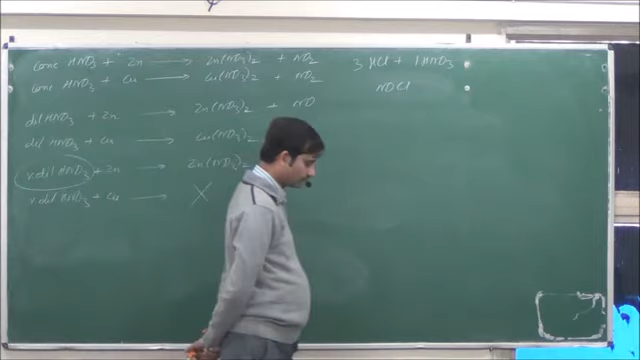 conc HNO3 + Zn → Zn(NO3)2 + NO2
conc HNO3 + Cu → Cu(NO3)2 + NO2
dil HNO3 + Zn → Zn(NO3)2 + NO
dil HNO3 + Cu → Cu(NO3)2
v.dil HNO3 + Zn → Zn(NO3)2
v.dil HNO3 + Cu → X
3 HCl + 1 HNO3
NOCl